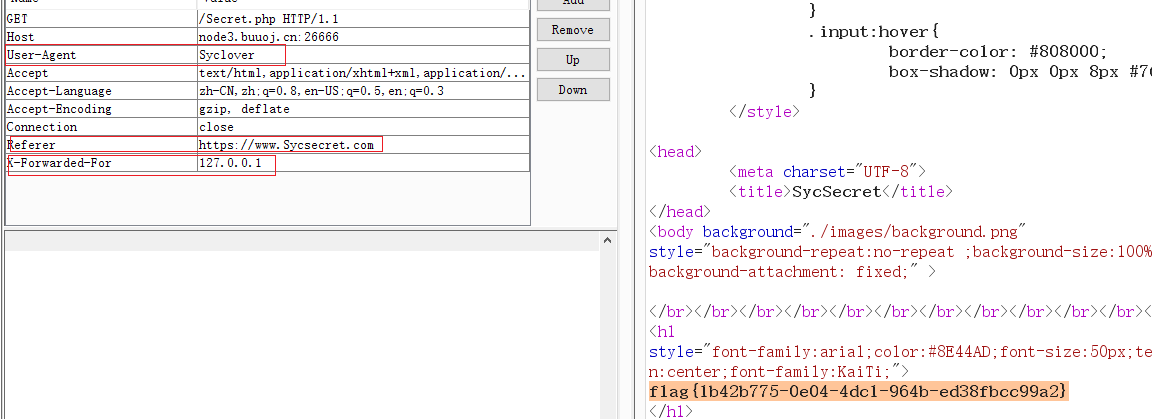 Name Value
GET /Secret.php HTTP/1.1
Host node3.buuoj.cn:26666
User-Agent Syclover
Accept text/html,application/xhtml+xml,application/...
Accept-Language zh-CN,zh;q=0.8,en-US;q=0.5,en;q=0.3
Accept-Encoding gzip, deflate
Connection close
Referer https://www.Sycsecret.com
X-Forwarded-For 127.0.0.1
Add
Remove
Up
Down
}
.input:hover{
border-color: #808000;
box-shadow: 0px 0px 8px #7
}
</style>
<head>
<meta charset="UTF-8">
<title>SycSecret</title>
</head>
<body background="./images/background.png"
style="background-repeat:no-repeat ;background-size:100%
background-attachment: fixed;" >
</br></br></br></br></br></br></br></br></br></br></br><
<h1
style="font-family:arial;color:#8E44AD;font-size:50px;te
n:center;font-family:KaiTi;">
flag{1b42b775-0e04-4dc1-964b-ed38fbcc99a2}
</h1>